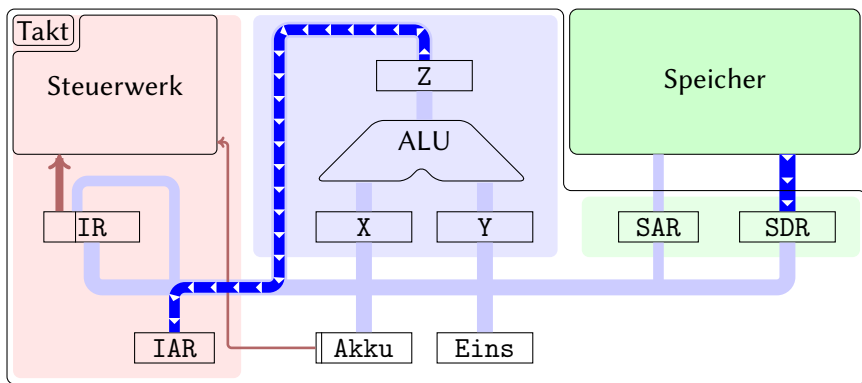 Takt
Steuerwerk
Z
Speicher
ALU
IR
X
Y
SAR
SDR
IAR
Akku
Eins